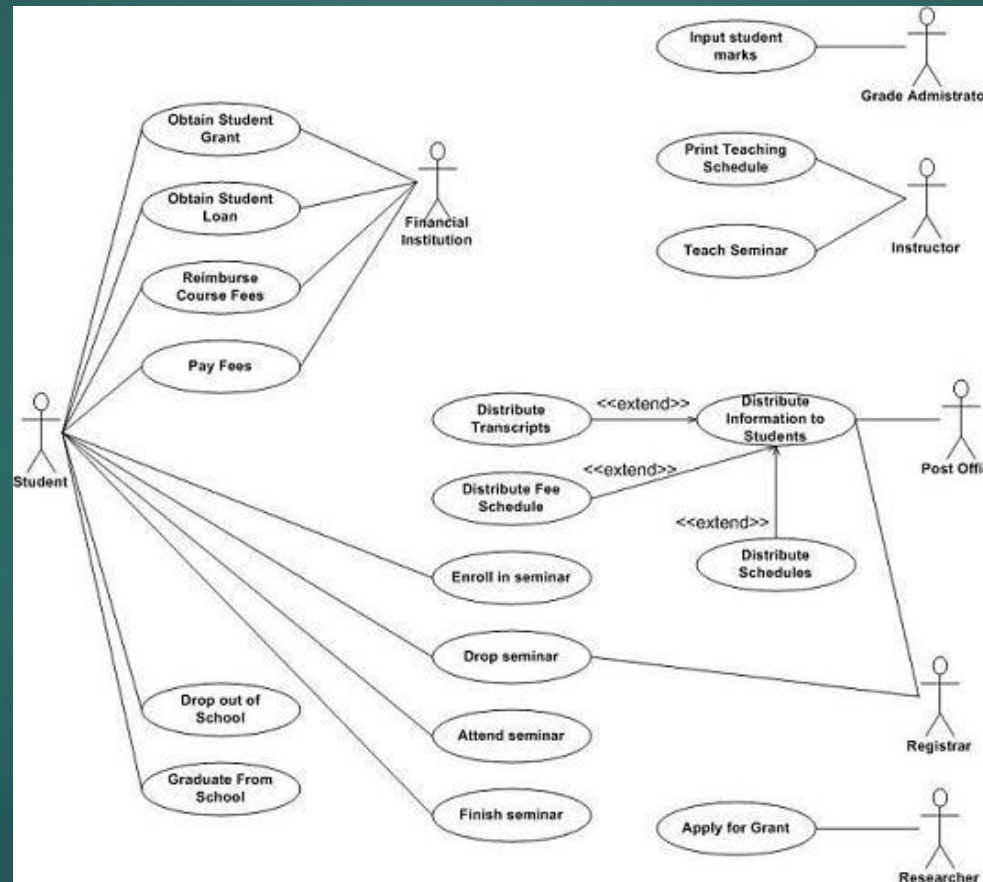 Input student
marks
Grade Admistrato
Obtain Student
Grant
Print Teaching
Schedule
Financial
Institution
Obtain Student
Loan
Instructor
Teach Seminar
Reimburse
Course Fees
Pay Fees
Student
Distribute
Transcripts
<<extend>>
Distribute
Information to
Students
Post Offi
<<extend>>
Distribute Fee
Schedule
<<extend>>
Distribute
Schedules
Enroll in seminar
Drop seminar
Drop out of
School
Attend seminar
Registrar
Graduate From
School
Finish seminar
Apply for Grant
Researcher